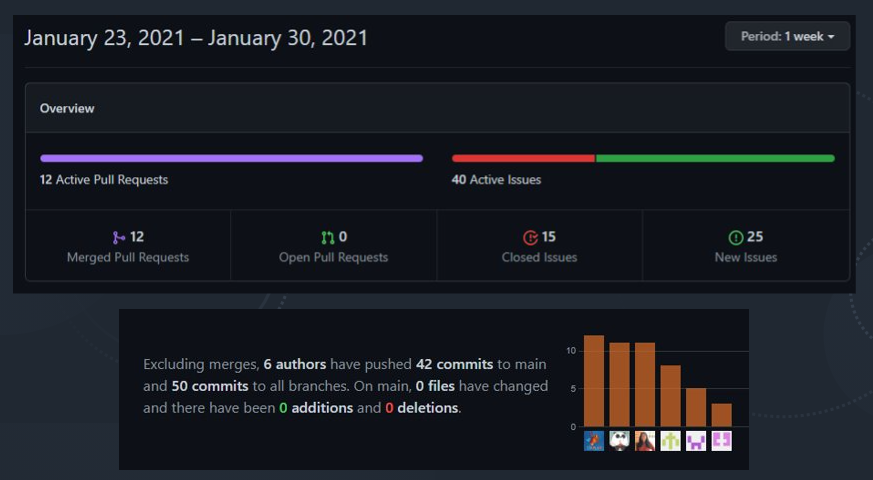 January 23, 2021 – January 30, 2021
Period: 1 week
Overview
12 Active Pull Requests
40 Active Issues
12
Merged Pull Requests
0
Open Pull Requests
15
Closed Issues
25
New Issues
Excluding merges, 6 authors have pushed 42 commits to main
and 50 commits to all branches. On main, 0 files have changed
and there have been 0 additions and 0 deletions.
10
5
0